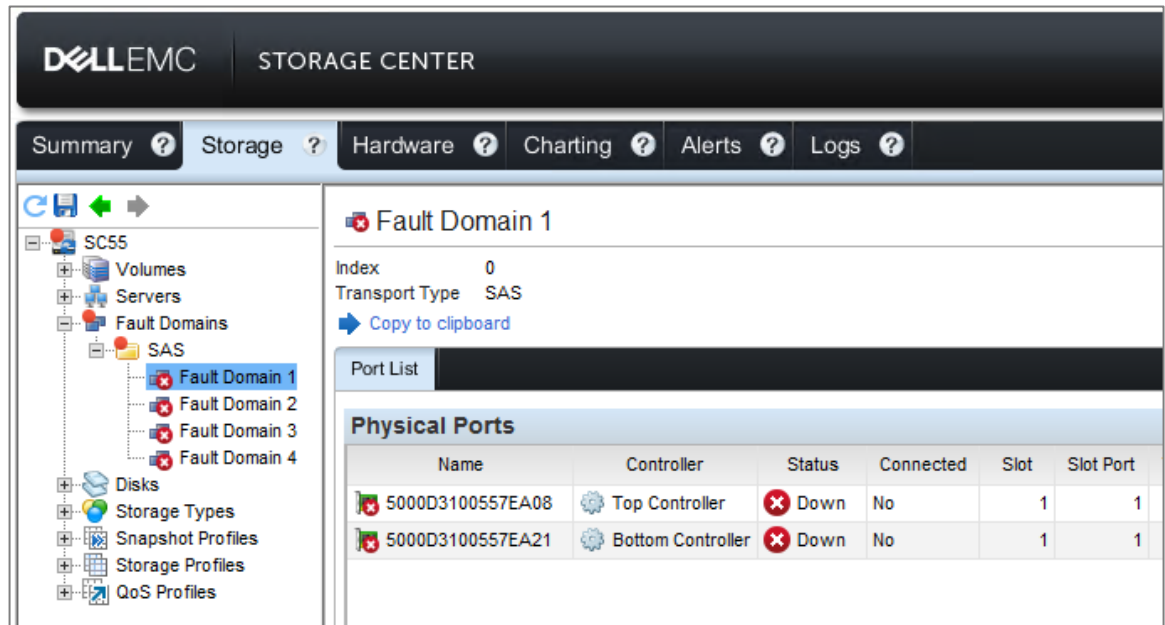 DELLEMC STORAGE CENTER
Summary ? Storage ? Hardware ? Charting ? Alerts ? Logs ?
SC55
Volumes
Servers
Fault Domains
SAS
Fault Domain 1
Fault Domain 2
Fault Domain 3
Fault Domain 4
Disks
Storage Types
Snapshot Profiles
Storage Profiles
QoS Profiles
Fault Domain 1
Index 0
Transport Type SAS
Copy to clipboard
Port List
Physical Ports
Name Controller Status Connected Slot Slot Port
5000D3100557EA08 Top Controller Down No 1 1
5000D3100557EA21 Bottom Controller Down No 1 1